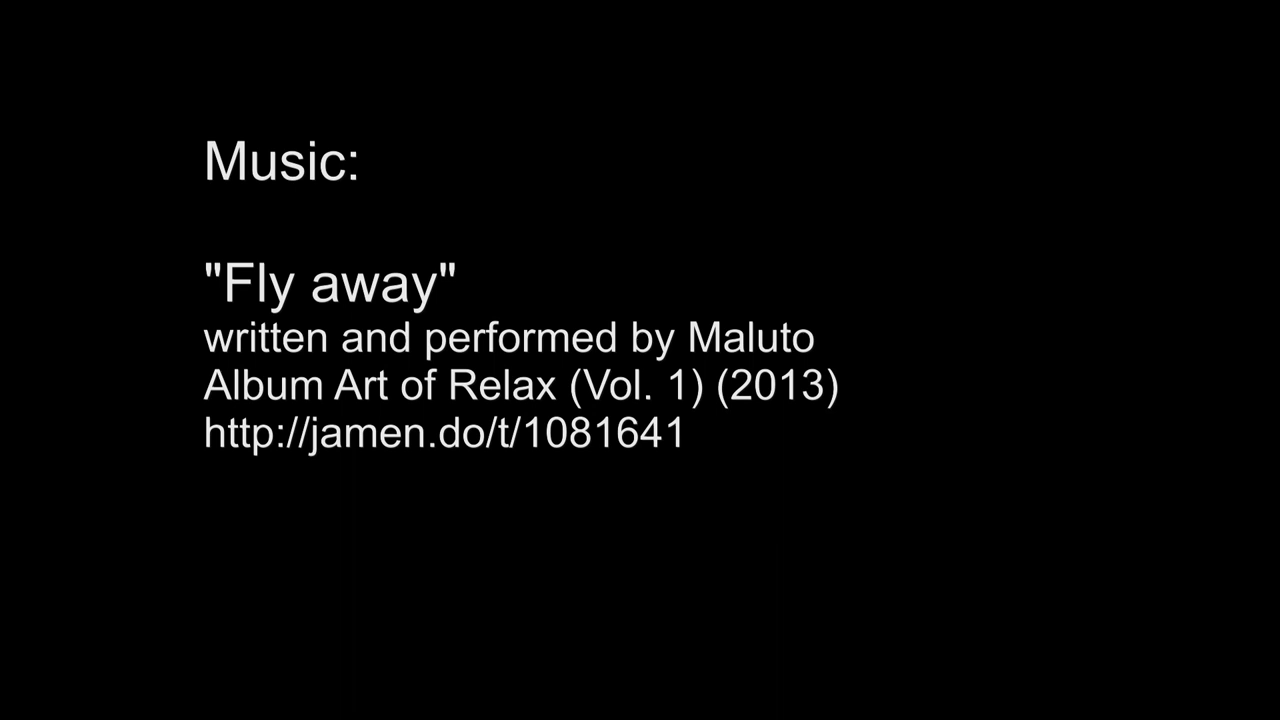 Music:
"Fly away"
written and performed by Maluto
Album Art of Relax (Vol. 1) (2013)
http://jamen.do/t/1081641